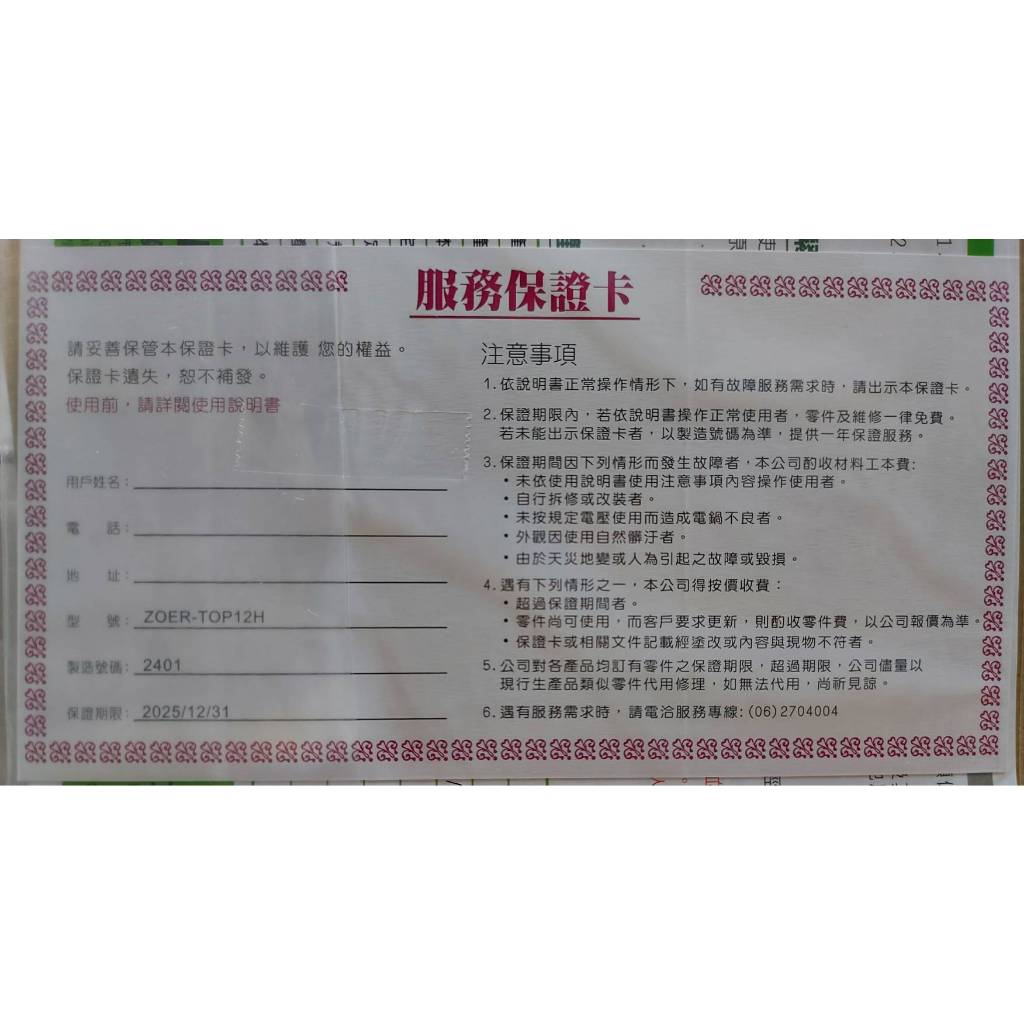 服務保證卡
請妥善保管本保證卡，以維護 您的權益。
保證卡遺失，恕不補發。
使用前，請詳閱使用說明書
用戶姓名：
電 話：
地 址：
型 號： ZOER-TOP12H
製造號碼： 2401
保證期限： 2025/12/31
注意事項
1.依說明書正常操作情形下，如有故障服務需求時，請出示本保證卡。
2.保證期限內，若依說明書操作正常使用者，零件及維修一律免費。
若未能出示保證卡者，以製造號碼為準，提供一年保證服務。
3.保證期間因下列情形而發生故障者，本公司酌收材料工本費:
•未依使用說明書使用注意事項內容操作使用者。
•自行拆修或改裝者。
•未按規定電壓使用而造成電鍋不良者。
•外觀因使用自然髒汙者。
•由於天災地變或人為引起之故障或毀損。
4.遇有下列情形之一，本公司得按價收費：
•超過保證期間者。
•零件尚可使用，而客戶要求更新，則酌收零件費，以公司報價為準。
•保證卡或相關文件記載經塗改或內容與現物不符者。
5.公司對各產品均訂有零件之保證期限，超過期限，公司儘量以
現行生產品類似零件代用修理，如無法代用，尚祈見諒。
6.遇有服務需求時，請電洽服務專線:(06)2704004